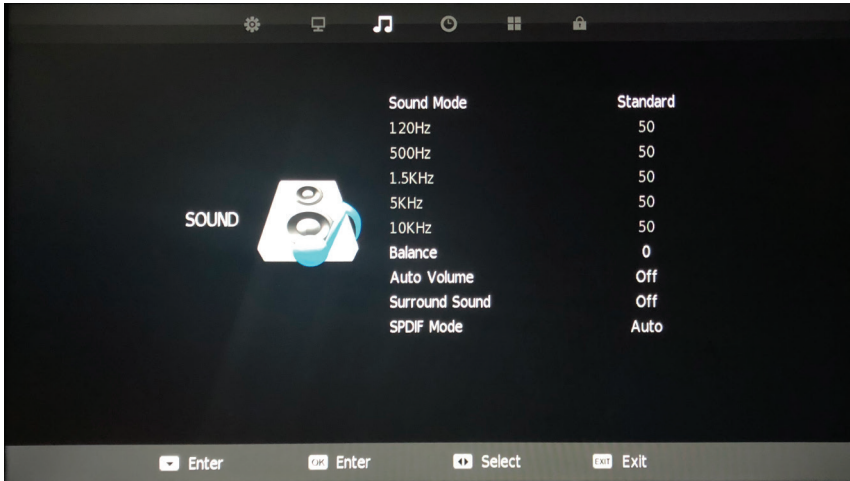 Sound Mode Standard
120Hz 50
500Hz 50
1.5KHz 50
5KHz 50
SOUND
10KHz 50
Balance 0
Auto Volume Off
Surround Sound Off
SPDIF Mode Auto
Enter OK Enter Select EXIT Exit